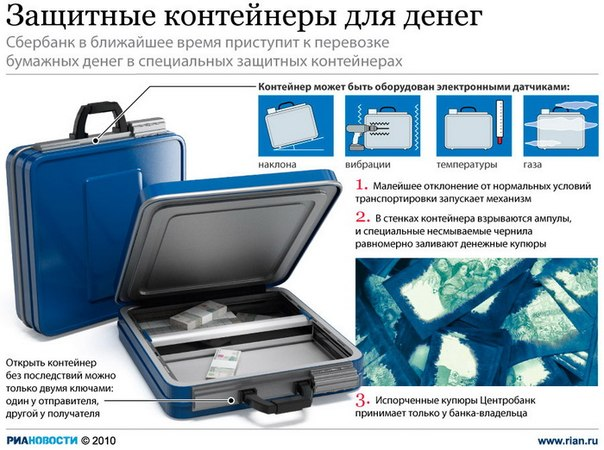 Защитные контейнеры для денег
Сбербанк в ближайшее время приступит к перевозке
бумажных денег в специальных защитных контейнерах
Контейнер может быть оборудован электронными датчиками:
наклона
вибрации
температуры
газа
1. Малейшее отклонение от нормальных условий
транспортировки запускает механизм
2. В стенках контейнера взрываются ампулы,
и специальные несмываемые чернила
равномерно заливают денежные купюры
Открыть контейнер
без последствий можно
только двумя ключами:
один у отправителя,
другой у получателя
3. Испорченные купюры Центробанк
принимает только у банка-владельца
РИАНОВОСТИ © 2010
www.rian.ru